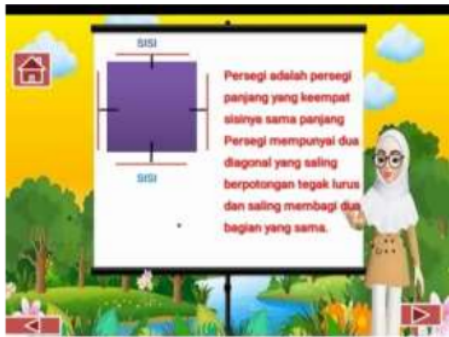 SISI
Persegi adalah persegi
panjang yang keempat
sisinya sama panjang
Persegi mempunyai dua
diagonal yang saling
berpotongan tegak lurus
dan saling membagi dua
bagian yang sama.
SISI